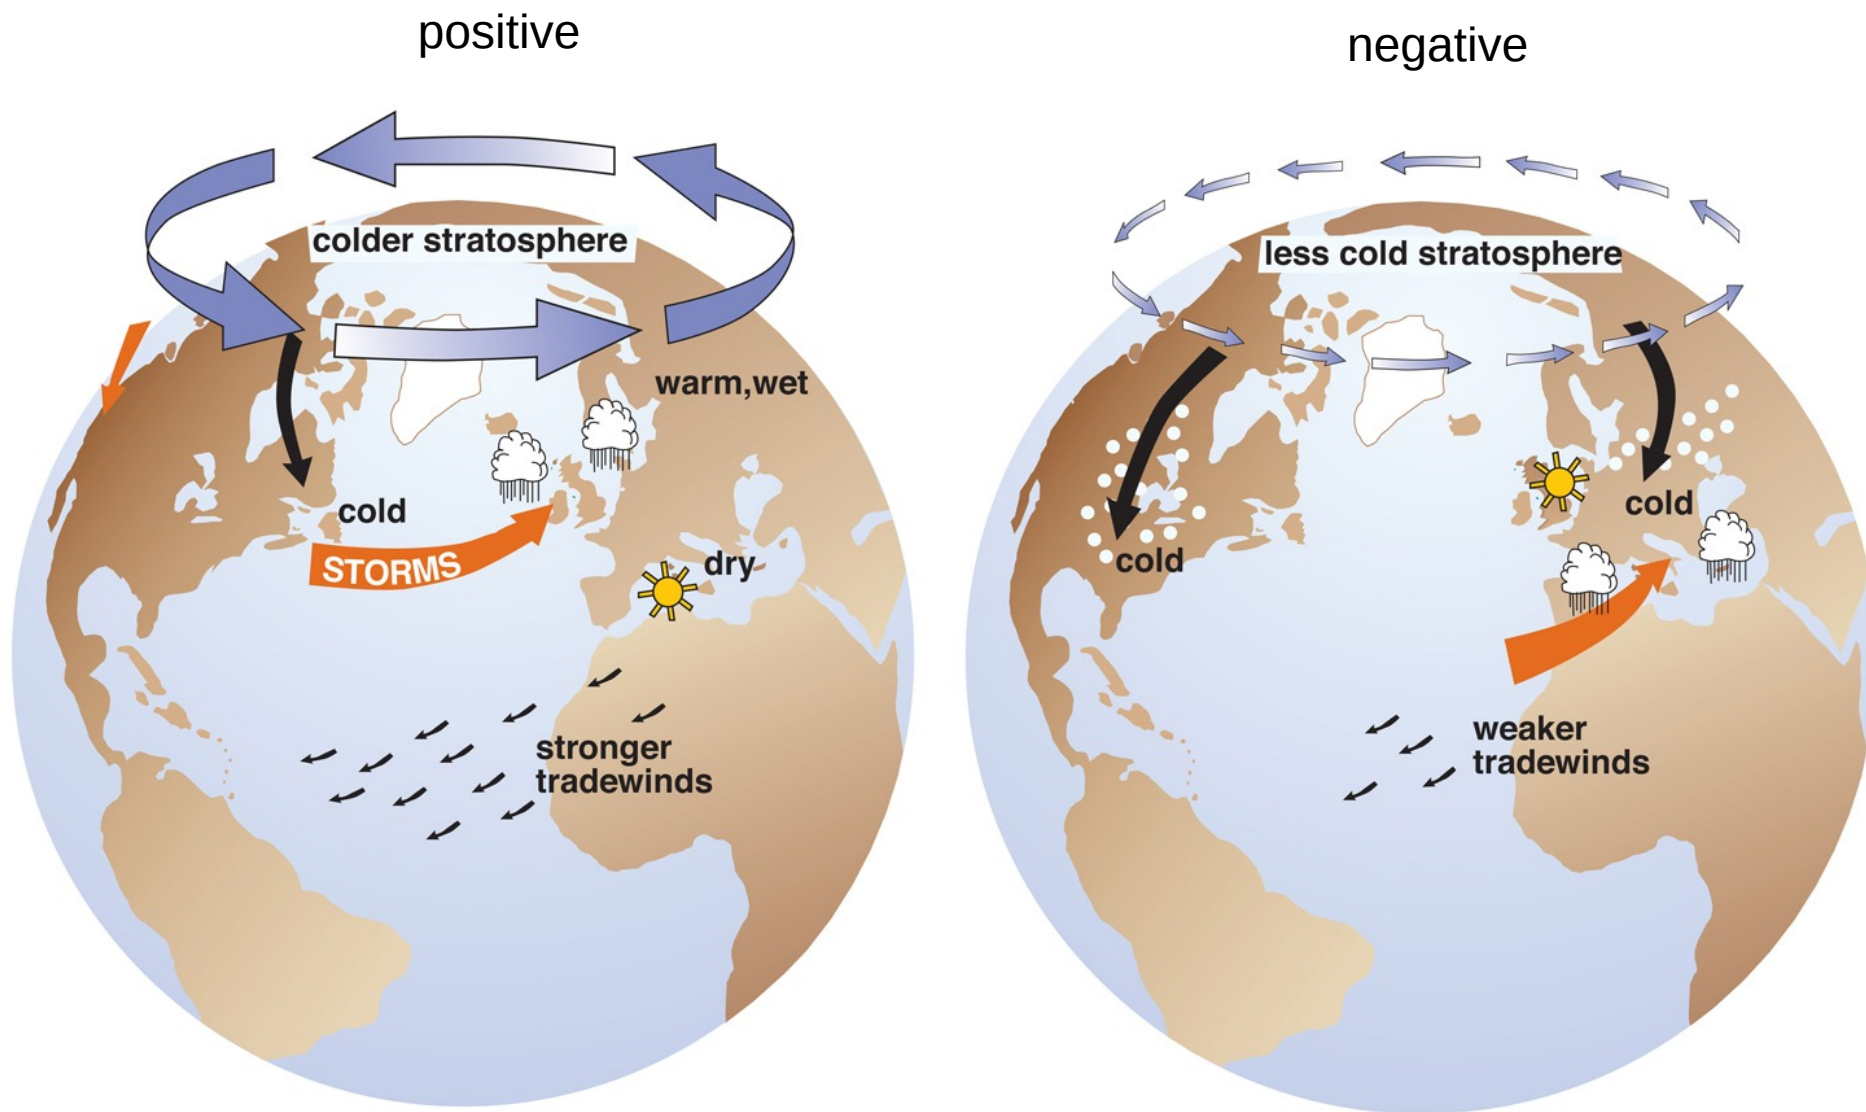 positive
negative
colder stratosphere
warm,wet
cold
STORMS
dry
stronger
tradewinds
less cold stratosphere
cold
cold
weaker
tradewinds